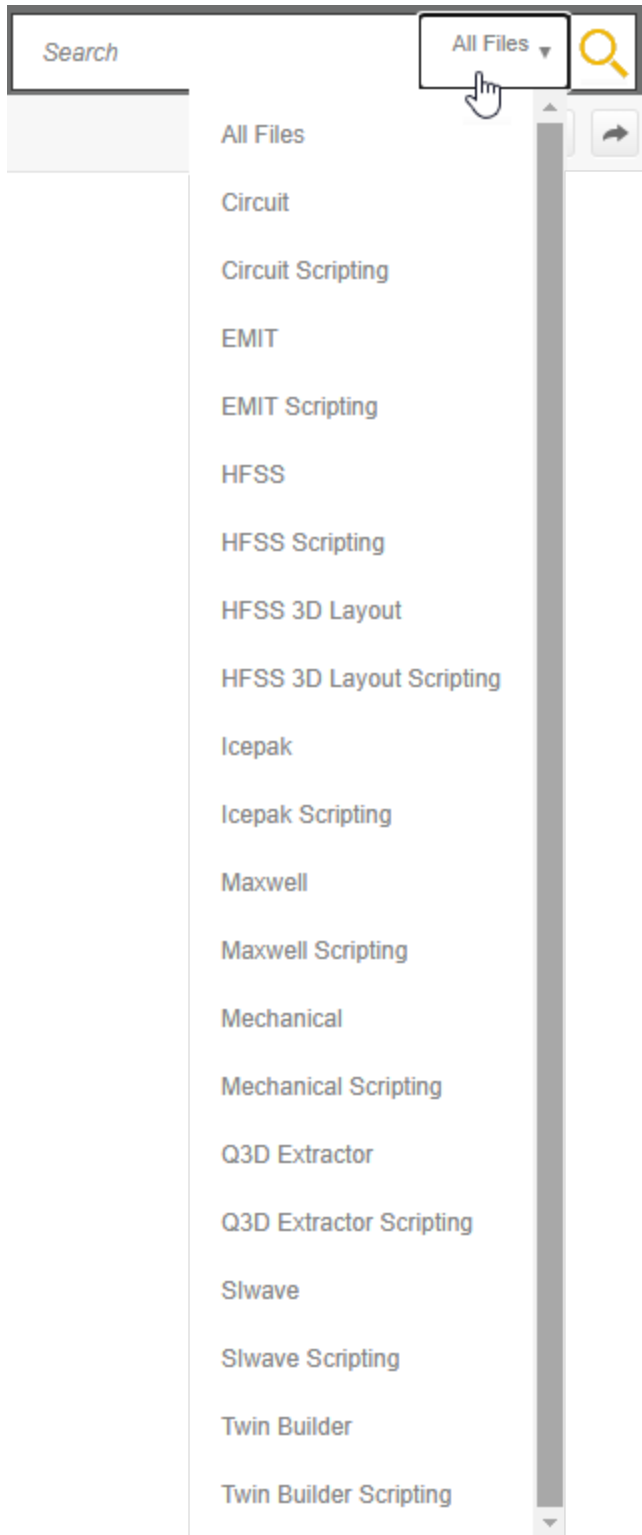 Search
All Files
All Files
Circuit
Circuit Scripting
EMIT
EMIT Scripting
HFSS
HFSS Scripting
HFSS 3D Layout
HFSS 3D Layout Scripting
Icepak
Icepak Scripting
Maxwell
Maxwell Scripting
Mechanical
Mechanical Scripting
Q3D Extractor
Q3D Extractor Scripting
SIwave
SIwave Scripting
Twin Builder
Twin Builder Scripting